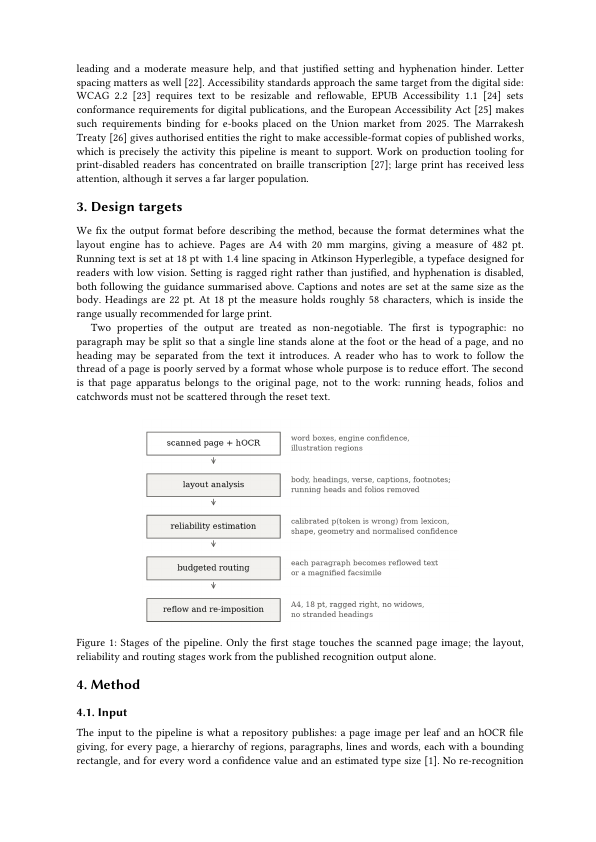 leading and a moderate measure help, and that justified setting and hyphenation hinder. Letter
spacing matters as well [22]. Accessibility standards approach the same target from the digital side:
WCAG 2.2 [23] requires text to be resizable and reflowable, EPUB Accessibility 1.1 [24] sets
conformance requirements for digital publications, and the European Accessibility Act [25] makes
such requirements binding for e-books placed on the Union market from 2025. The Marrakesh
Treaty [26] gives authorised entities the right to make accessible-format copies of published works,
which is precisely the activity this pipeline is meant to support. Work on production tooling for
print-disabled readers has concentrated on braille transcription [27]; large print has received less
attention, although it serves a far larger population.
3. Design targets
We fix the output format before describing the method, because the format determines what the
layout engine has to achieve. Pages are A4 with 20 mm margins, giving a measure of 482 pt.
Running text is set at 18 pt with 1.4 line spacing in Atkinson Hyperlegible, a typeface designed for
readers with low vision. Setting is ragged right rather than justified, and hyphenation is disabled,
both following the guidance summarised above. Captions and notes are set at the same size as the
body. Headings are 22 pt. At 18 pt the measure holds roughly 58 characters, which is inside the
range usually recommended for large print.
Two properties of the output are treated as non-negotiable. The first is typographic: no
paragraph may be split so that a single line stands alone at the foot or the head of a page, and no
heading may be separated from the text it introduces. A reader who has to work to follow the
thread of a page is poorly served by a format whose whole purpose is to reduce effort. The second
is that page apparatus belongs to the original page, not to the work: running heads, folios and
catchwords must not be scattered through the reset text.
scanned page + hOCR
word boxes, engine confidence,
illustration regions
layout analysis
body, headings, verse, captions, footnotes;
running heads and folios removed
reliability estimation
calibrated p(token is wrong) from lexicon,
shape, geometry and normalised confidence
budgeted routing
each paragraph becomes reflowed text
or a magnified facsimile
reflow and re-imposition
A4, 18 pt, ragged right, no widows,
no stranded headings
Figure 1: Stages of the pipeline. Only the first stage touches the scanned page image; the layout,
reliability and routing stages work from the published recognition output alone.
4. Method
4.1. Input
The input to the pipeline is what a repository publishes: a page image per leaf and an hOCR file
giving, for every page, a hierarchy of regions, paragraphs, lines and words, each with a bounding
rectangle, and for every word a confidence value and an estimated type size [1]. No re-recognition